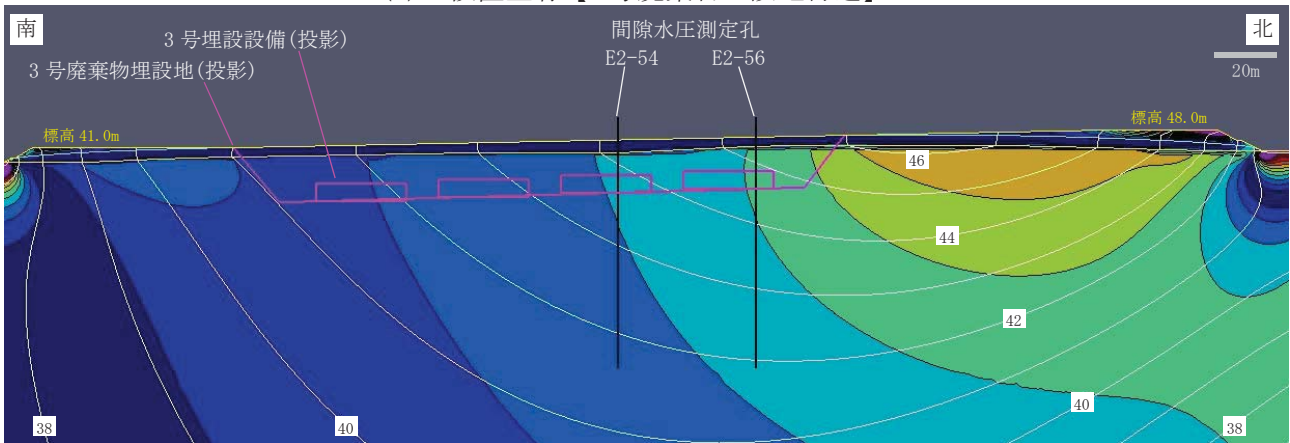 南
3 号埋設設備(投影)
3 号廃棄物埋設地(投影)
間隙水圧測定孔
E2-54
E2-56
北
20m
標高 41.0m
標高 48.0m
46
44
42
38
40
40
38